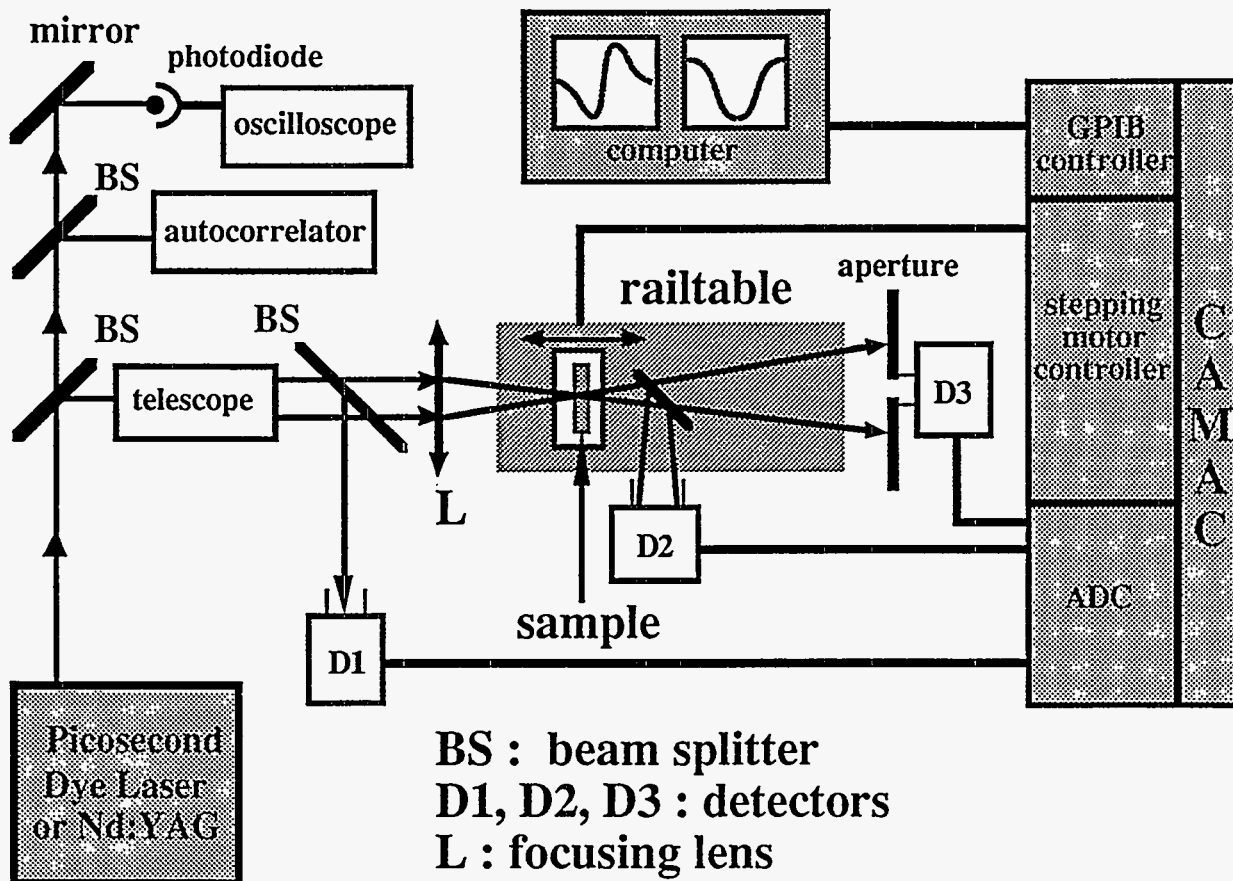 mirror
photodiode
oscilloscope
BS
autocorrelator
computer
GPIB
controller
railtable
aperture
stepping
motor
controller
CAMAC
BS
BS
telescope
L
D3
D2
sample
D1
ADC
Picosecond
Dye Laser
or Nd:YAG
BS : beam splitter
D1, D2, D3 : detectors
L : focusing lens